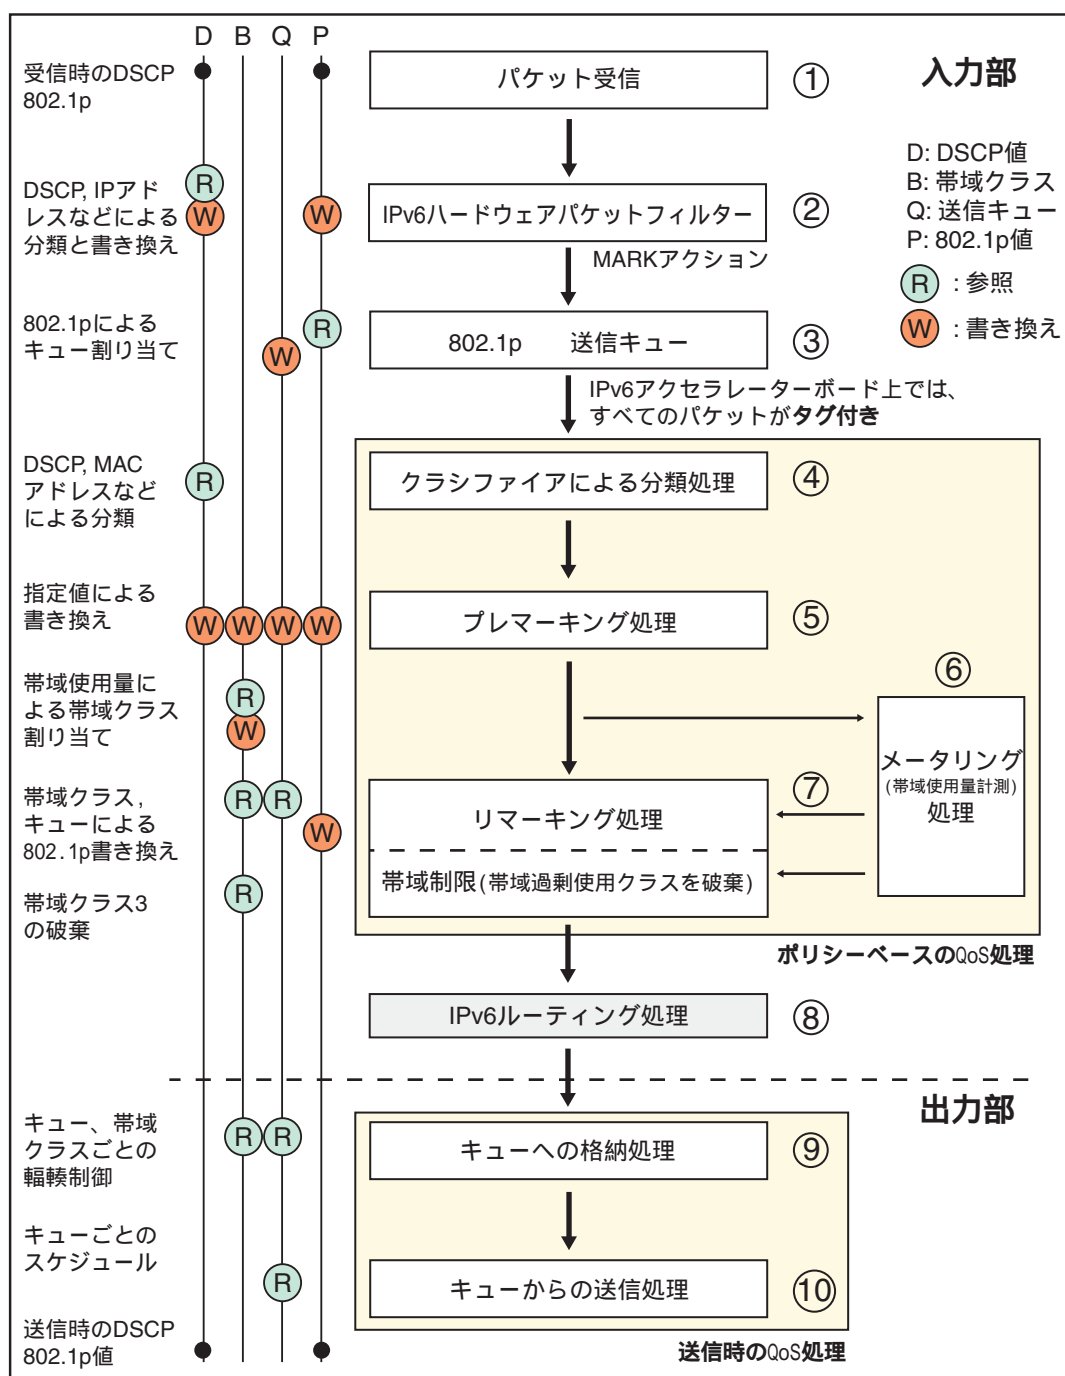 D B Q P
受信時のDSCP
802.1p
パケット受信
①
入力部
D: DSCP値
B: 帯域クラス
Q: 送信キュー
P: 802.1p値
R : 参照
W : 書き換え
DSCP, IPアド
レスなどによる
分類と書き換え
R
W
W
IPv6ハードウェアパケットフィルター
②
MARKアクション
802.1pによる
キュー割り当て
R
W
802.1p 送信キュー
③
IPv6アクセラレーターボード上では、
すべてのパケットがタグ付き
DSCP, MAC
アドレスなど
による分類
R
クラシファイアによる分類処理
④
指定値による
書き換え
W W W W
プレマーキング処理
⑤
帯域使用量に
よる帯域クラス
割り当て
R
W
⑥
メータリング
(帯域使用量計測)
処理
帯域クラス,
キューによる
802.1p書き換え
R R
W
リマーキング処理
⑦
帯域クラス3
の破棄
R
帯域制限(帯域過剰使用クラスを破棄)
ポリシーベースのQoS処理
IPv6ルーティング処理
⑧
出力部
キュー、帯域
クラスごとの
輻輳制御
R R
キューへの格納処理
⑨
キューごとの
スケジュール
R
キューからの送信処理
⑩
送信時のQoS処理
送信時のDSCP
802.1p値